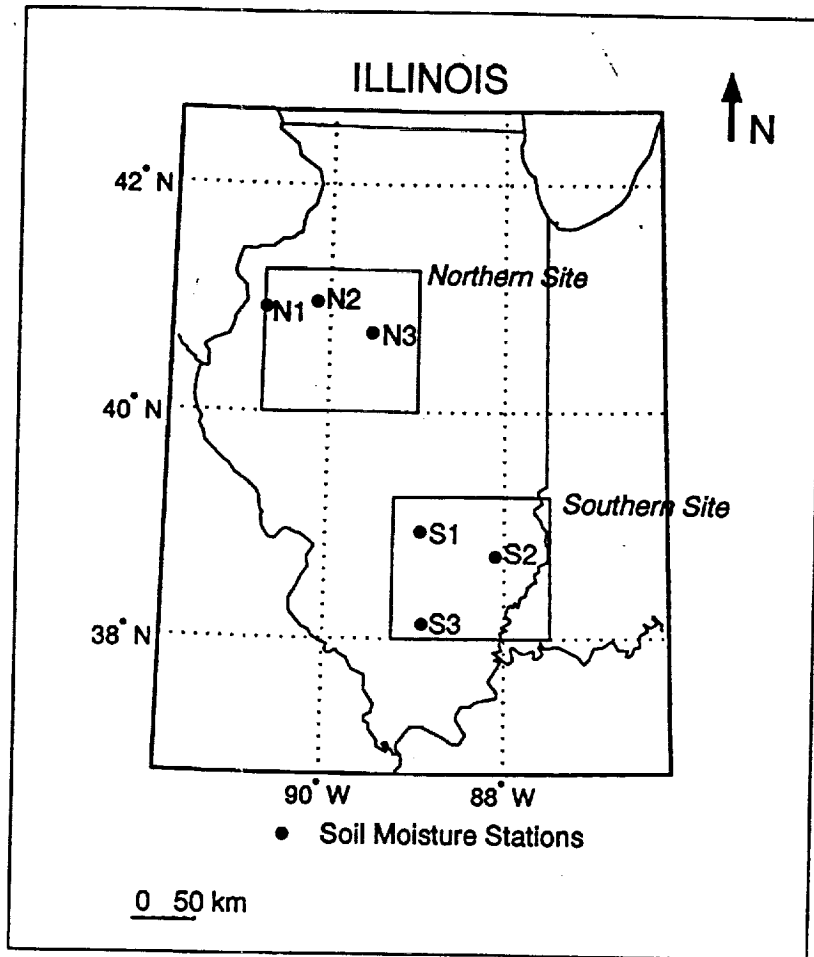 ILLINOIS
N
42° N
Northern Site
N1
N2
N3
40° N
Southern Site
S1
S2
S3
38° N
90° W
88° W
● Soil Moisture Stations
0 50 km